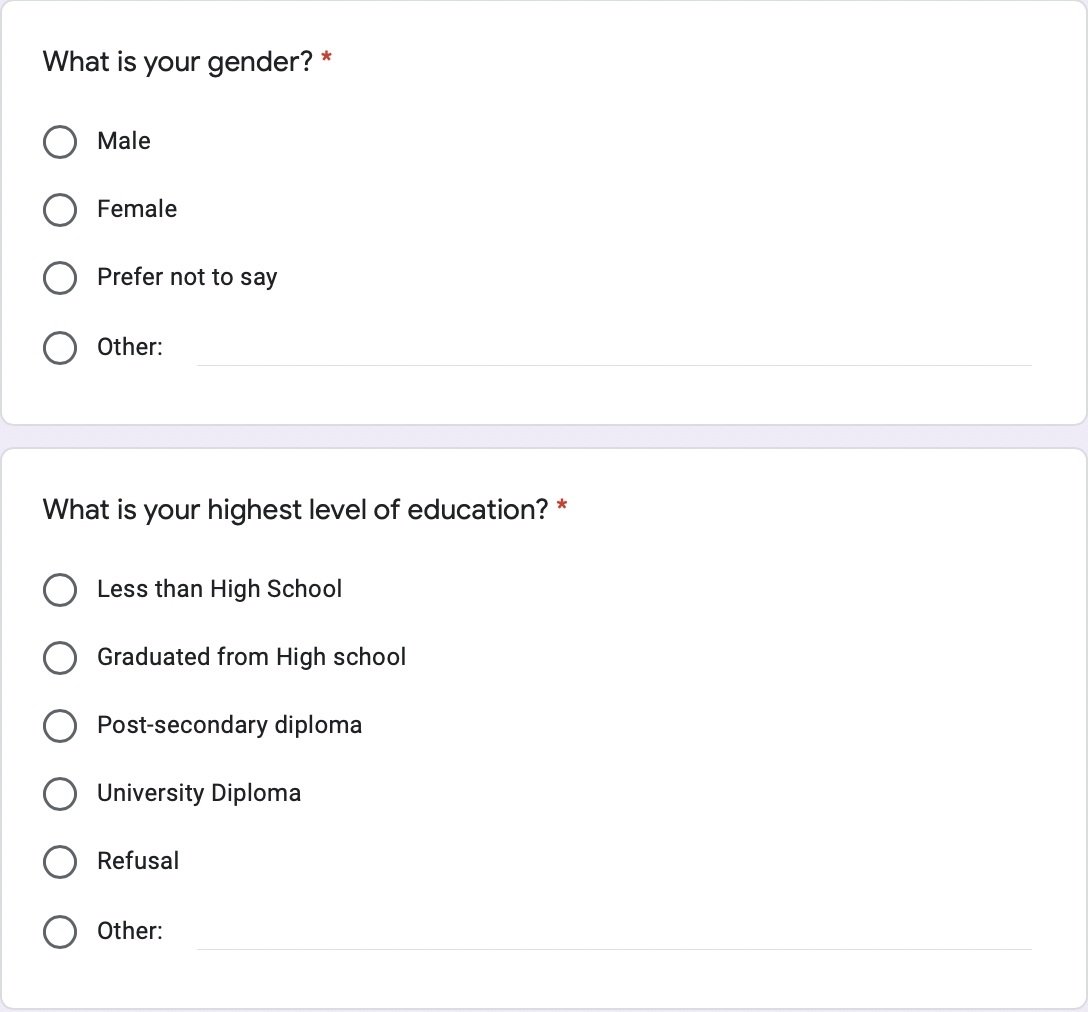 What is your gender? *
Male
Female
Prefer not to say
Other:
What is your highest level of education? *
Less than High School
Graduated from High school
Post-secondary diploma
University Diploma
Refusal
Other: